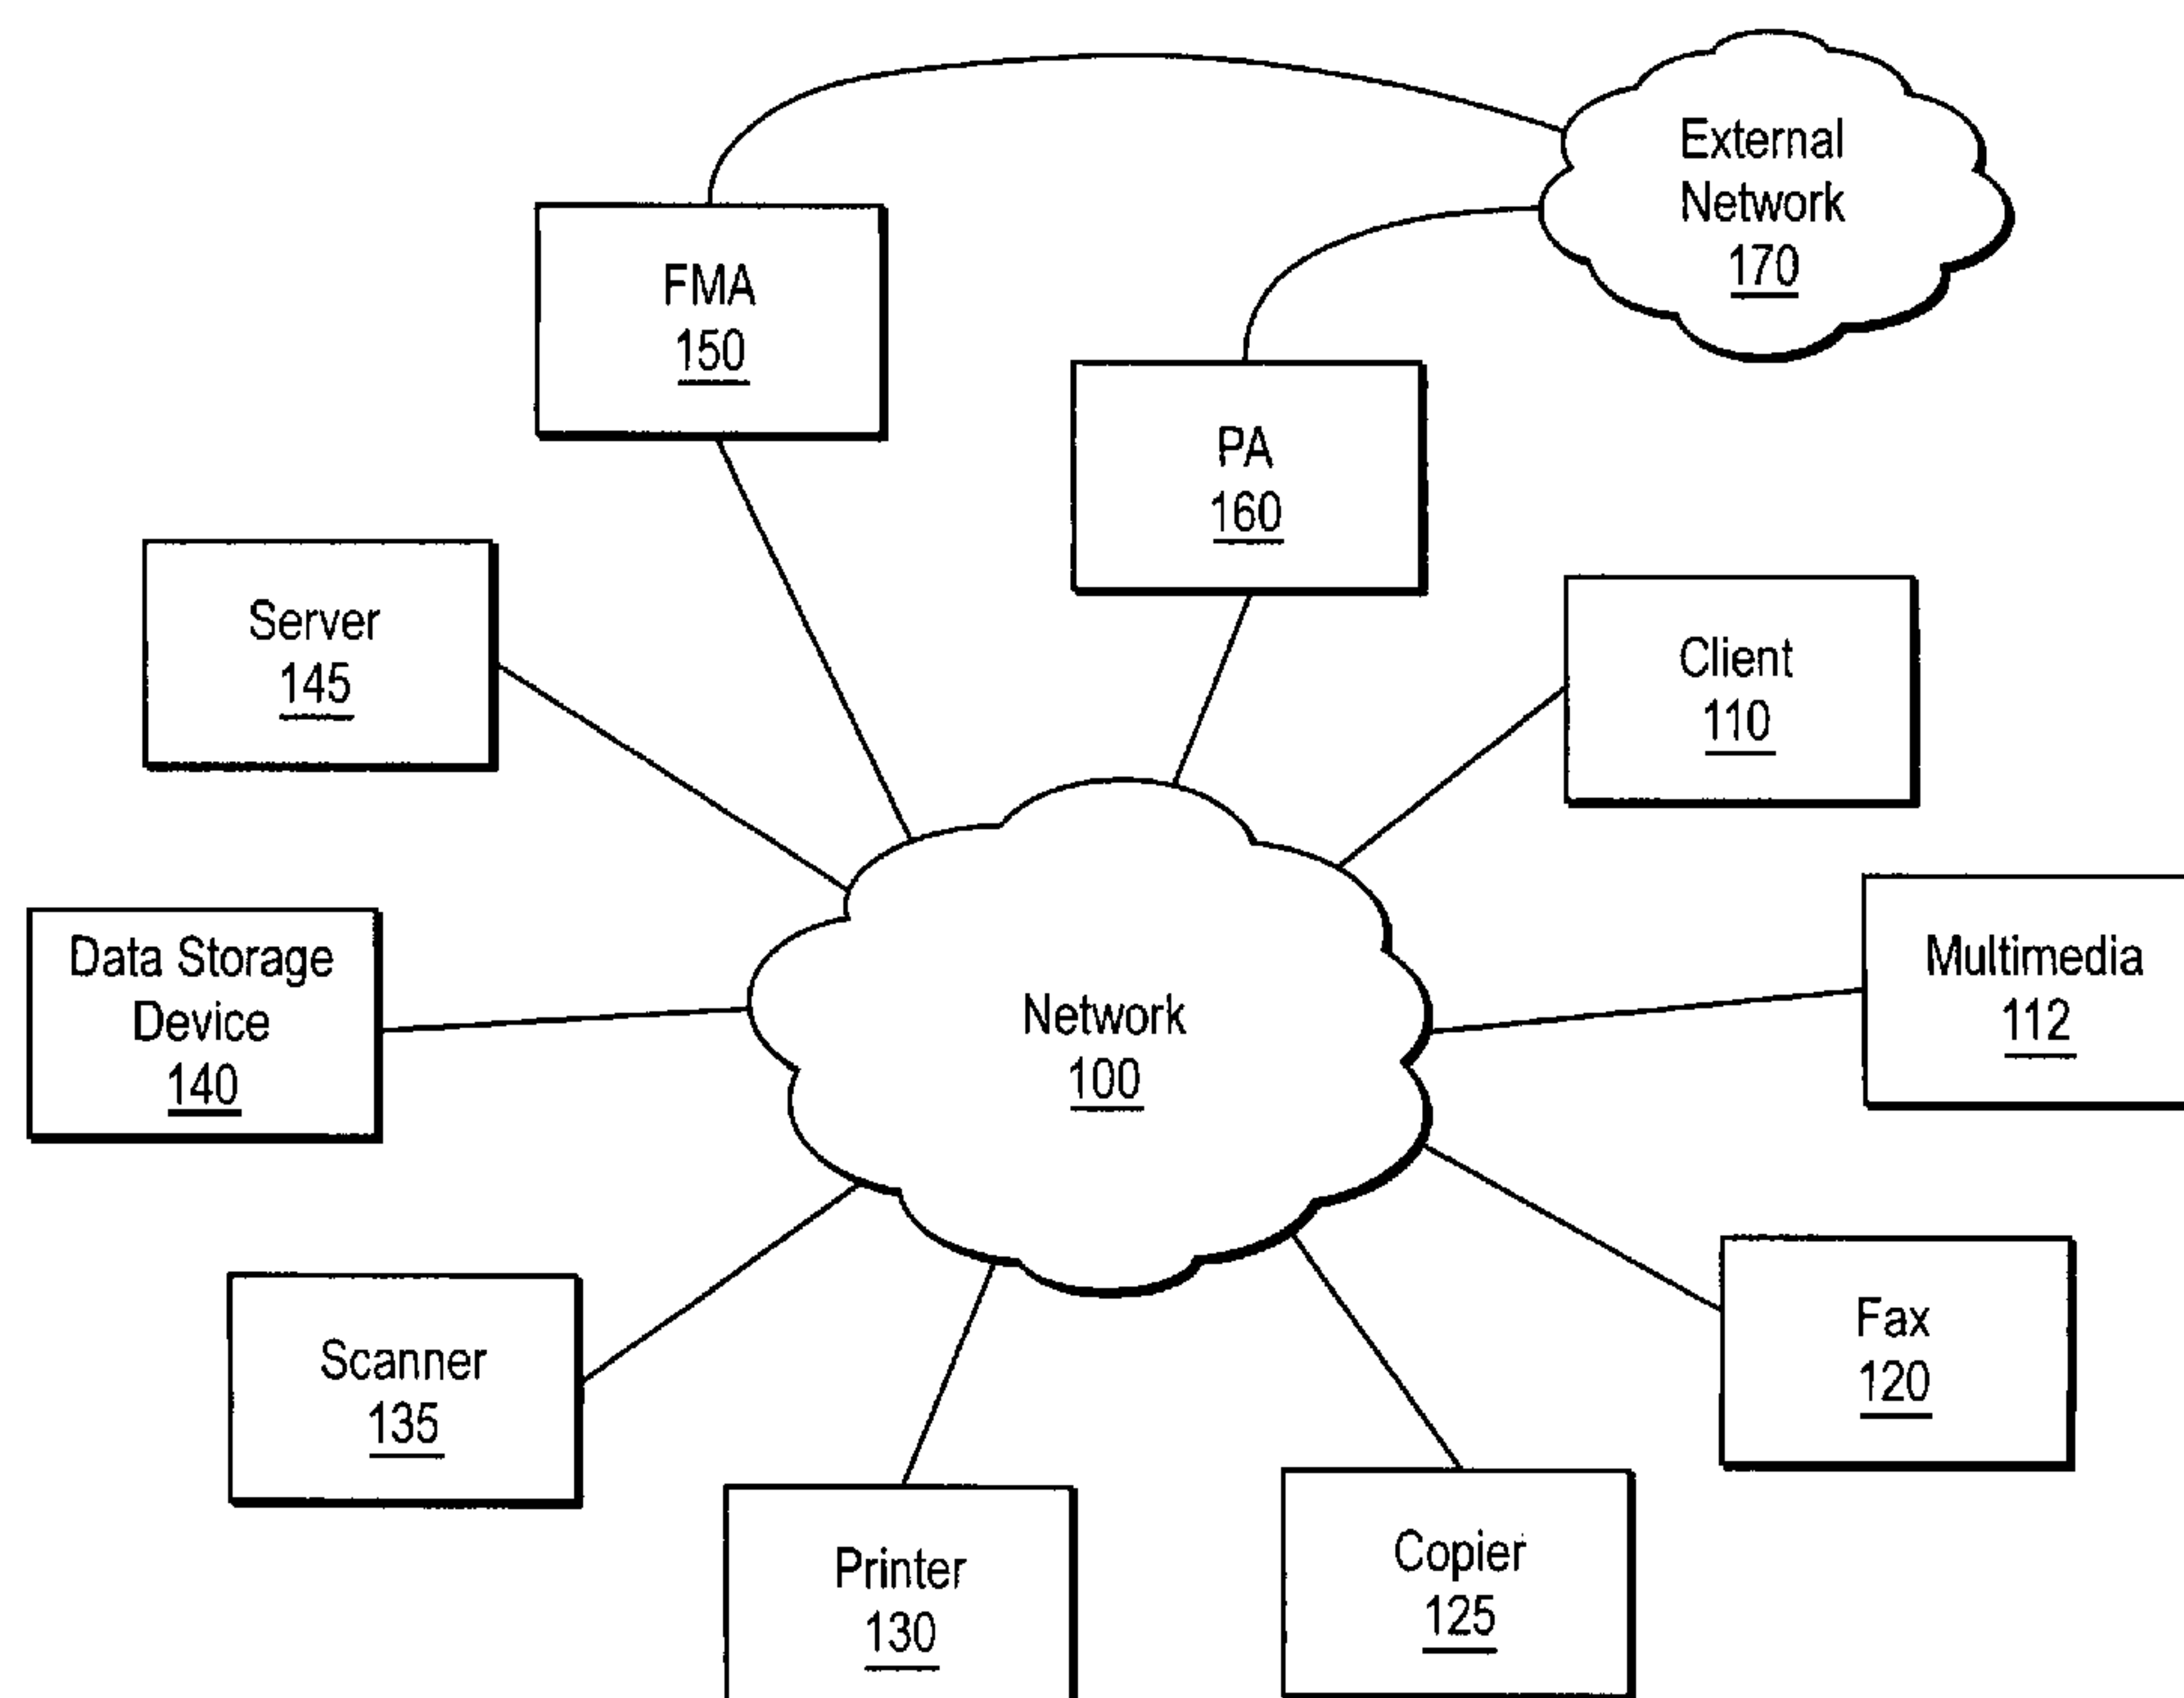 External
Network
170
FMA
150
PA
160
Server
145
Client
110
Data Storage
Device
140
Network
100
Multimedia
112
Scanner
135
Fax
120
Printer
130
Copier
125